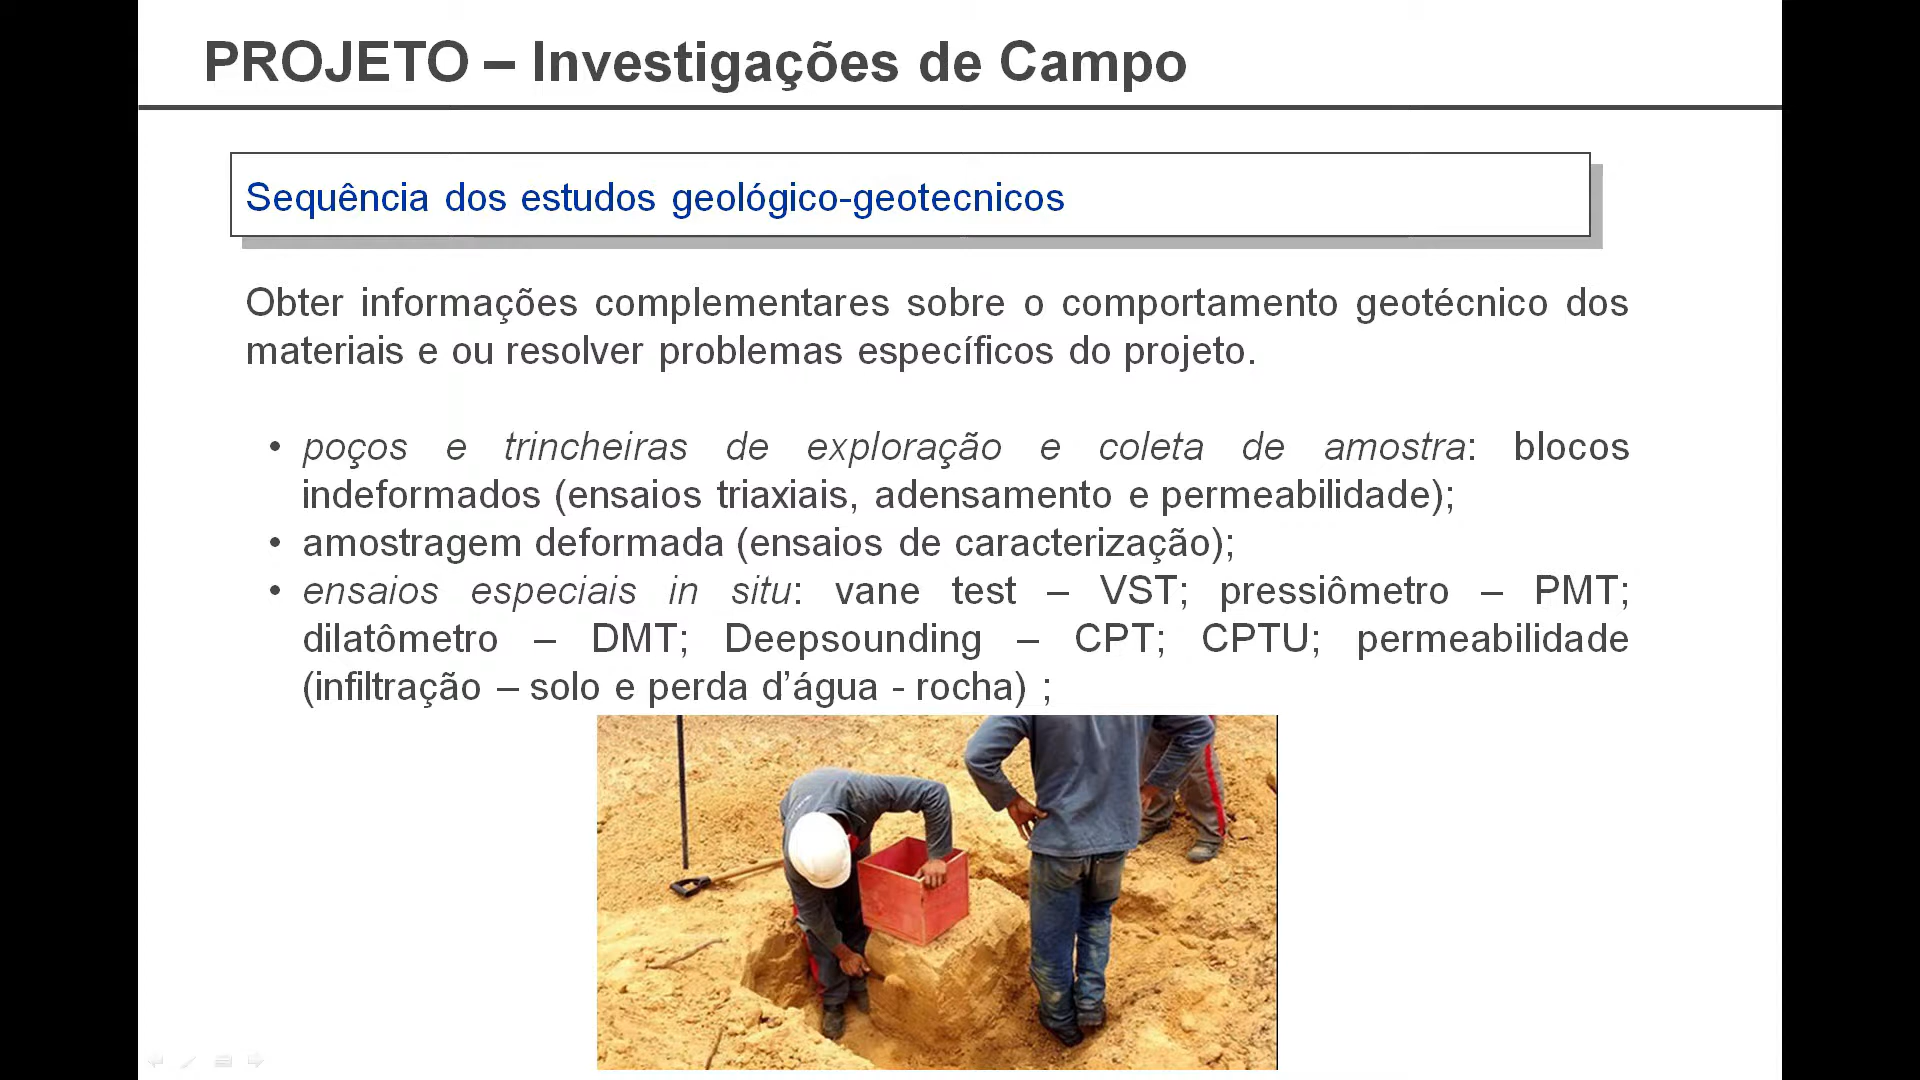 PROJETO – Investigações de Campo
Sequência dos estudos geológico-geotecnicos
Obter informações complementares sobre o comportamento geotécnico dos
materiais e ou resolver problemas específicos do projeto.
• poços e trincheiras de exploração e coleta de amostra: blocos
indeformados (ensaios triaxiais, adensamento e permeabilidade);
• amostragem deformada (ensaios de caracterização);
• ensaios especiais in situ: vane test – VST; pressiômetro – PMT;
dilatômetro – DMT; Deepsounding – CPT; CPTU; permeabilidade
(infiltração – solo e perda d’água - rocha) ;